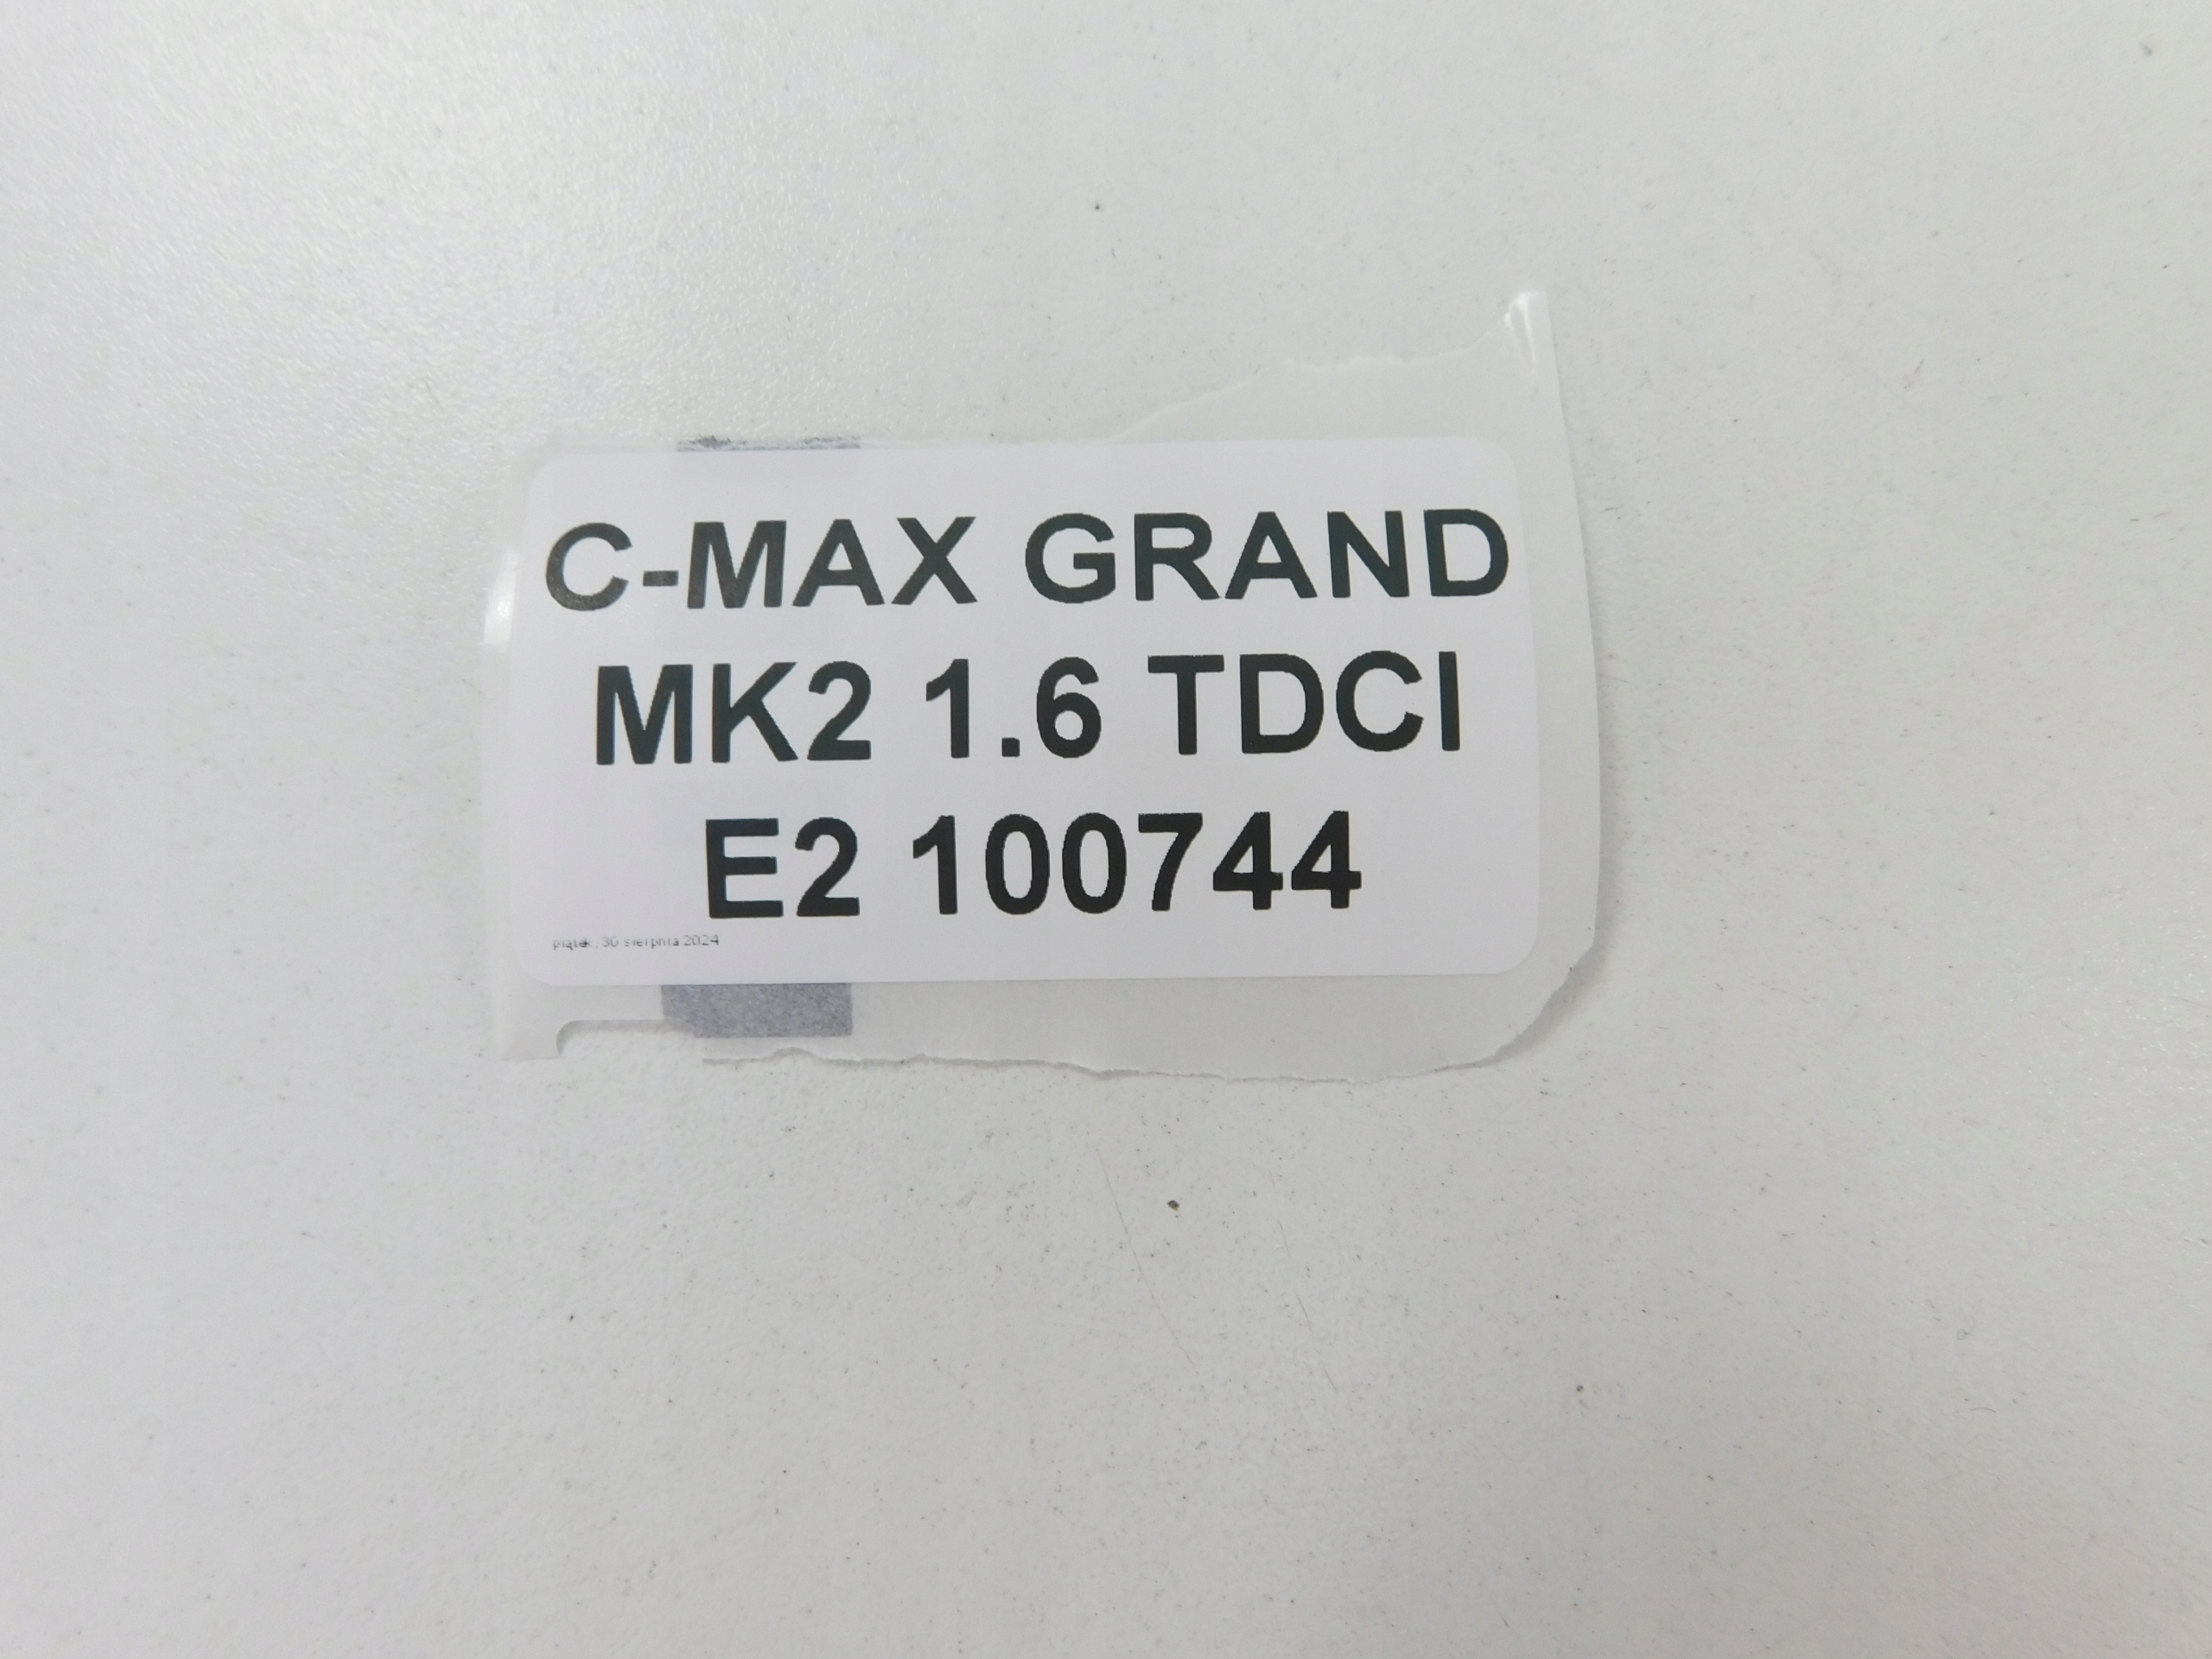 C-MAX GRAND
MK2 1.6 TDCI
E2 100744
piątek, 30 sierpnia 2024